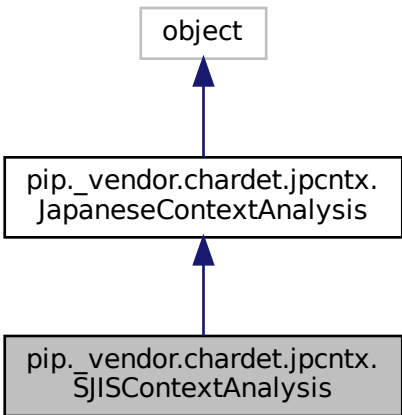 object
pip._vendor.chardet.jpcntx.
JapaneseContextAnalysis
pip._vendor.chardet.jpcntx.
SJISContextAnalysis